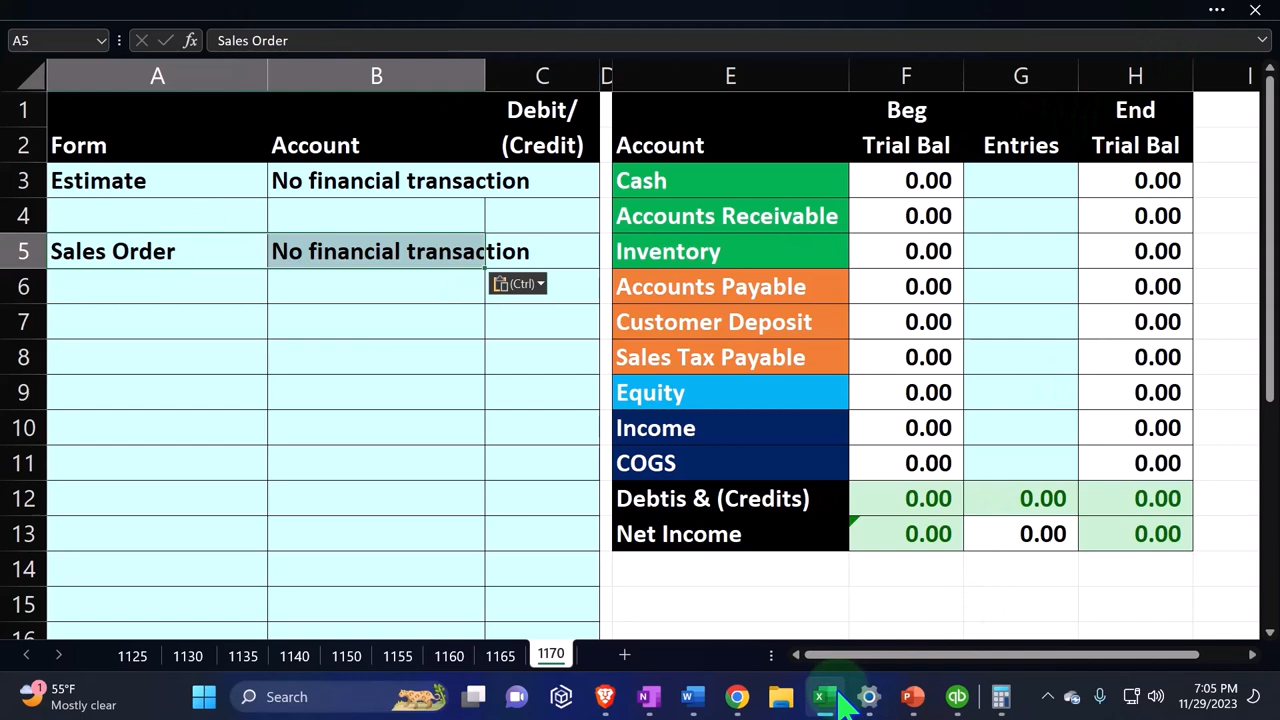 A5
fx
Sales Order
A B C D E F G H I
1 Debit/ Beg End
2 Form Account (Credit) Account Trial Bal Entries Trial Bal
3 Estimate No financial transaction Cash 0.00 0.00
4 Accounts Receivable 0.00 0.00
5 Sales Order No financial transaction Inventory 0.00 0.00
6 (Ctrl) Accounts Payable 0.00 0.00
7 Customer Deposit 0.00 0.00
8 Sales Tax Payable 0.00 0.00
9 Equity 0.00 0.00
10 Income 0.00 0.00
11 COGS 0.00 0.00
12 Debtis & (Credits) 0.00 0.00 0.00
13 Net Income 0.00 0.00 0.00
14
15
16
1125 1130 1135 1140 1150 1155 1160 1165 1170
1 55°F Search 7:05 PM
Mostly clear 11/29/2023